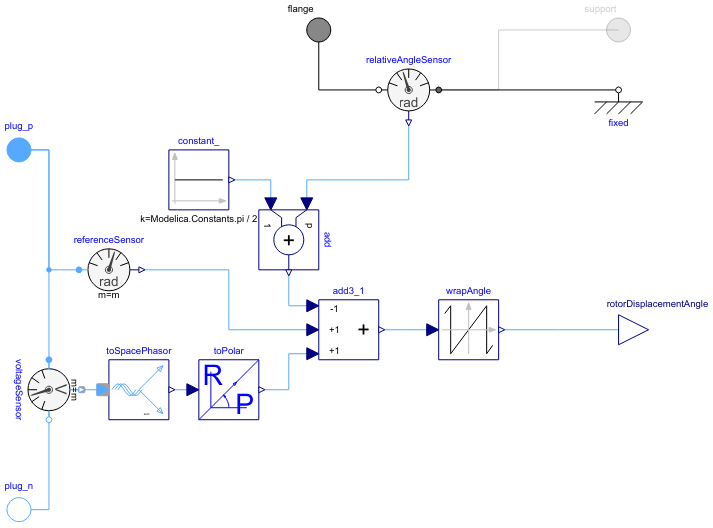 flange
support
relativeAngleSensor
rad
fixed
plug_p
constant_
k=Modelica.Constants.pi / 2
1
p
+
add
referenceSensor
rad
m=m
add3_1
-1
+1
+
+1
wrapAngle
rotorDisplacementAngle
voltageSensor
V
m=m
toSpacePhasor
toPolar
R
P
plug_n